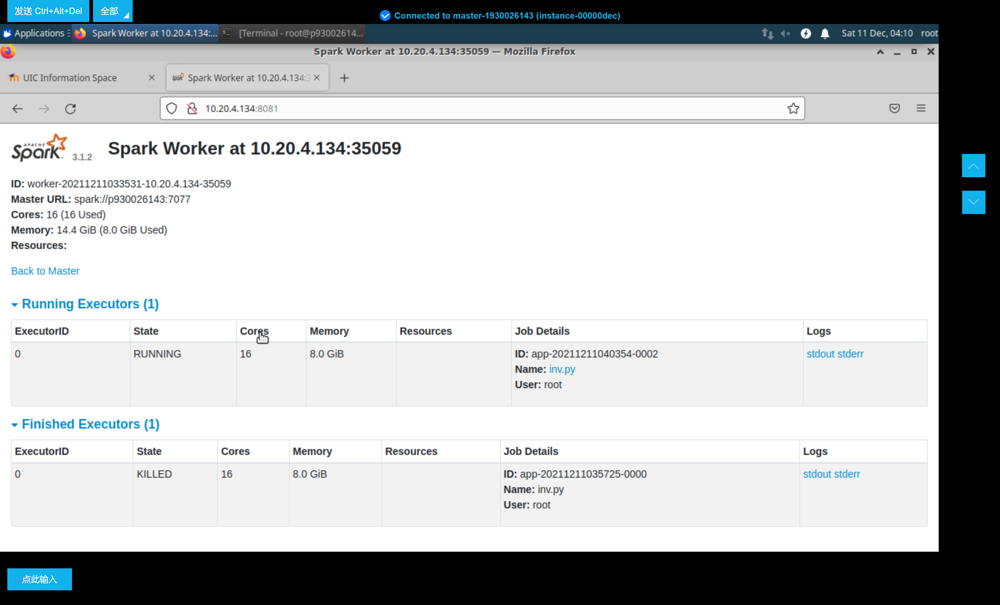 发送 Ctrl+Alt+Del 全部
Connected to master-1930026143 (instance-00000dec)
Applications Spark Worker at 10.20.4.134:... [Terminal - root@p93002614... Sat 11 Dec, 04:10 root
Spark Worker at 10.20.4.134:35059 — Mozilla Firefox
UIC Information Space Spark Worker at 10.20.4.134:3
10.20.4.134:8081
APACHE Spark 3.1.2 Spark Worker at 10.20.4.134:35059
ID: worker-20211211033531-10.20.4.134-35059
Master URL: spark://p930026143:7077
Cores: 16 (16 Used)
Memory: 14.4 GiB (8.0 GiB Used)
Resources:
Back to Master
Running Executors (1)
ExecutorID State Cores Memory Resources Job Details Logs
0 RUNNING 16 8.0 GiB ID: app-20211211040354-0002 stdout stderr
Name: inv.py
User: root
Finished Executors (1)
ExecutorID State Cores Memory Resources Job Details Logs
0 KILLED 16 8.0 GiB ID: app-20211211035725-0000 stdout stderr
Name: inv.py
User: root
点此输入